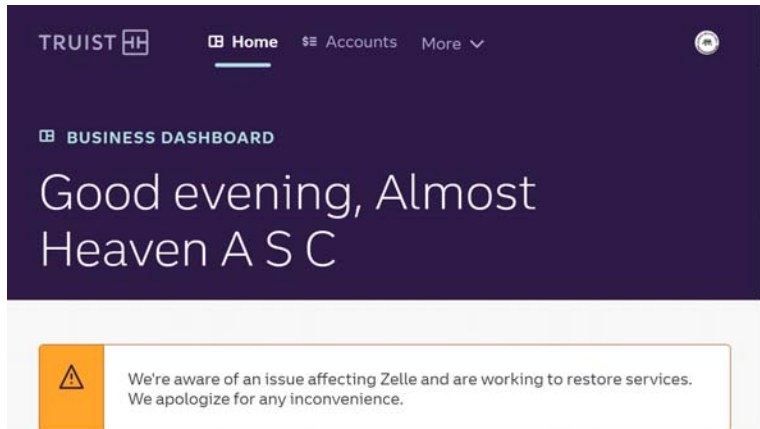 TRUIST Home Accounts More
BUSINESS DASHBOARD
Good evening, Almost
Heaven A S C
We're aware of an issue affecting Zelle and are working to restore services.
We apologize for any inconvenience.